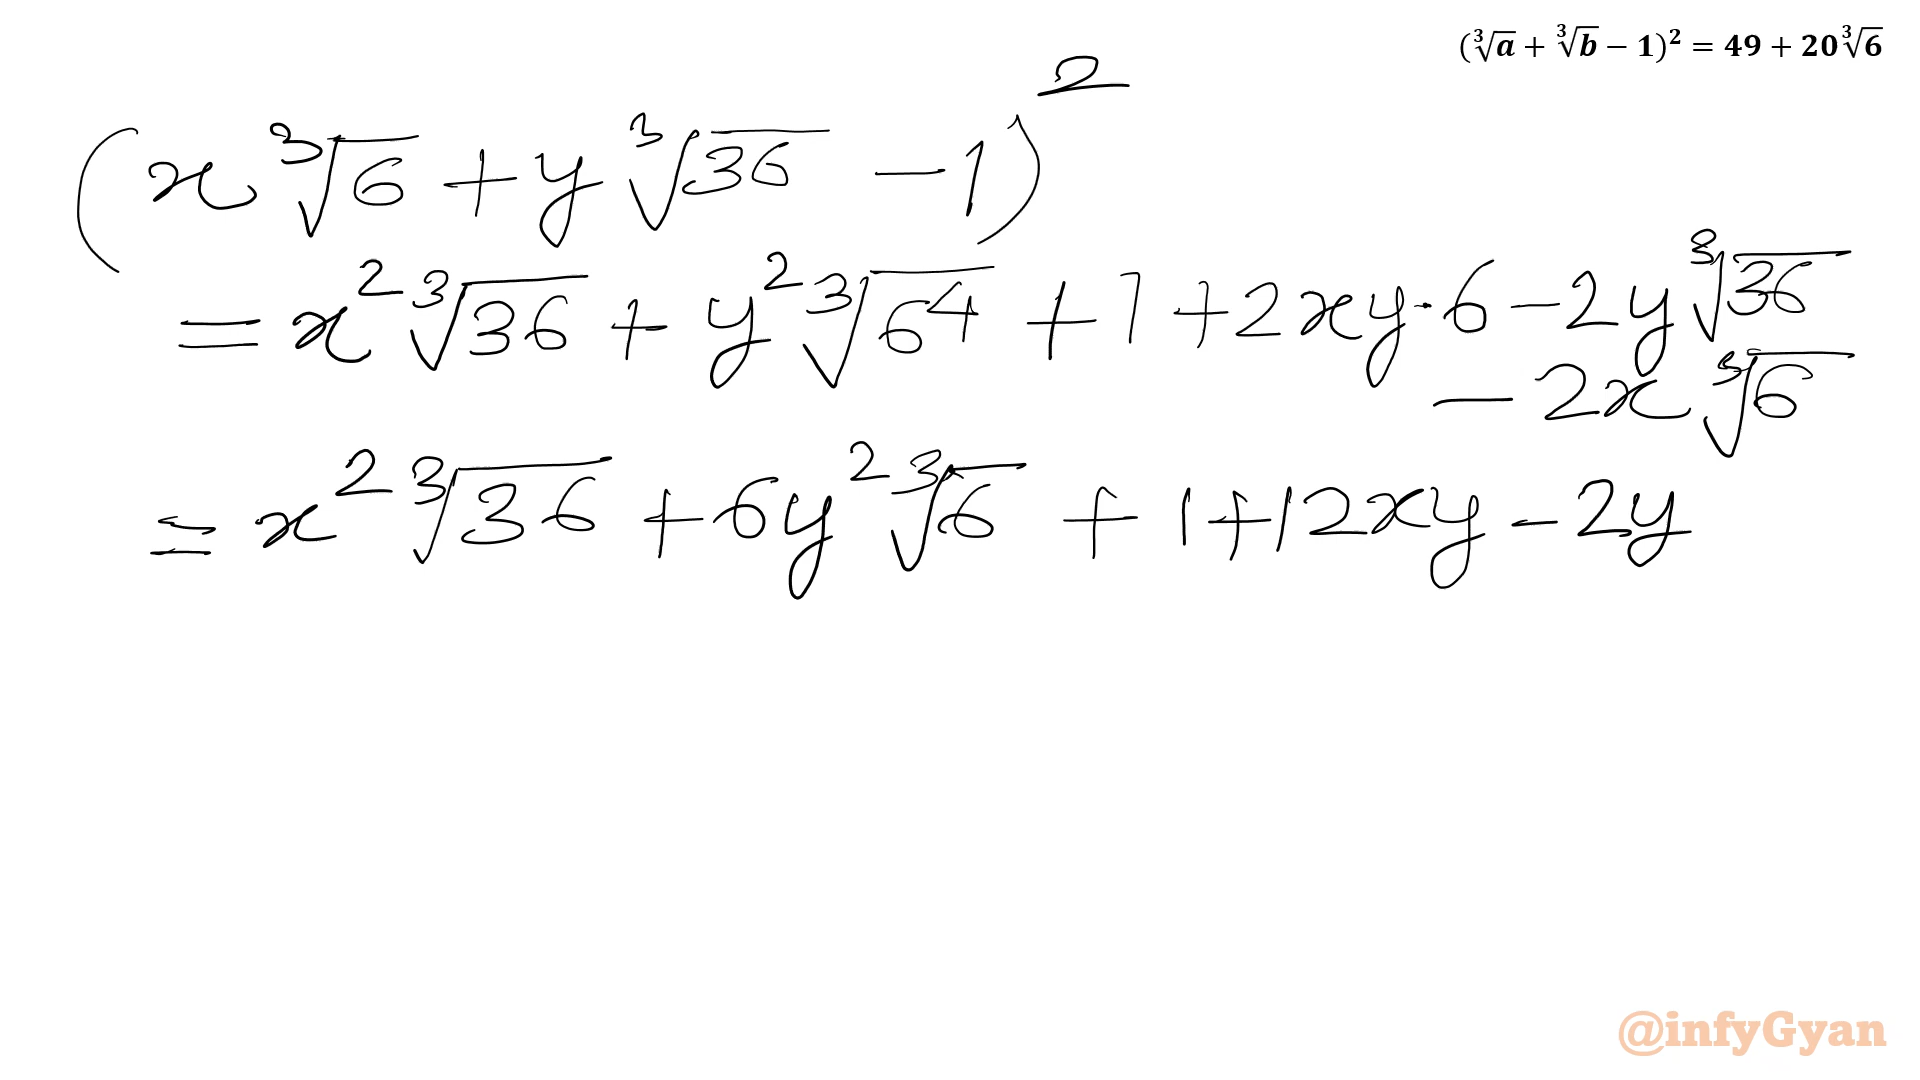 (∛a + ∛b − 1)² = 49 + 20∛6
(x∛6 + y∛36 − 1)²
= x²∛36 + y²∛6⁴ + 1 + 2xy·6 − 2y∛36
− 2x∛6
= x²∛36 + 6y²∛6 + 1 + 12xy − 2y
@infyGyan